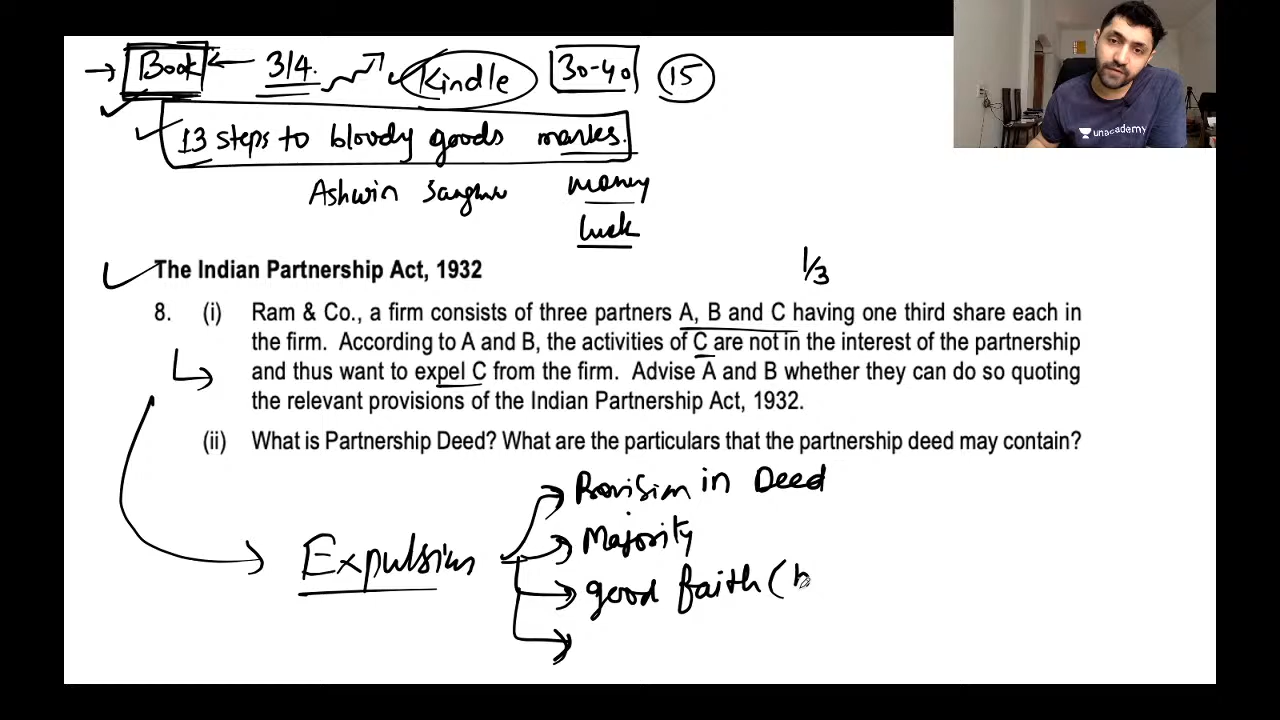 → Book ← 3/4. Kindle 30-40 15
13 steps to bloody goods marks.
Ashwin money
luck
The Indian Partnership Act, 1932
1/3
8. (i) Ram & Co., a firm consists of three partners A, B and C having one third share each in
the firm. According to A and B, the activities of C are not in the interest of the partnership
and thus want to expel C from the firm. Advise A and B whether they can do so quoting
the relevant provisions of the Indian Partnership Act, 1932.
(ii) What is Partnership Deed? What are the particulars that the partnership deed may contain?
Provision in Deed
Majority
Expulsion
good faith (
unacademy